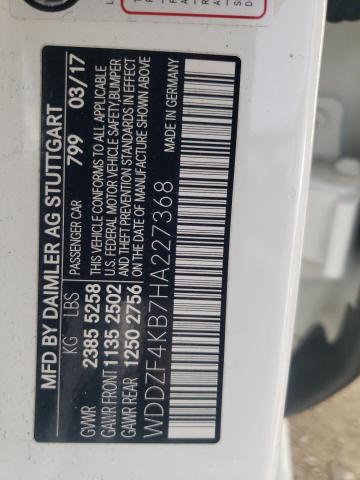 MFD BY DAIMLER AG STUTTGART
PASSENGER CAR 799 03/17
KG LBS
THIS VEHICLE CONFORMS TO ALL APPLICABLE
U.S. FEDERAL MOTOR VEHICLE SAFETY, BUMPER
AND THEFT PREVENTION STANDARDS IN EFFECT
ON THE DATE OF MANUFACTURE SHOWN ABOVE
GVWR 2385 5258
GAWR FRONT 1135 2502
GAWR REAR 1250 2756
MADE IN GERMANY
WDDZF4KB7HA227368